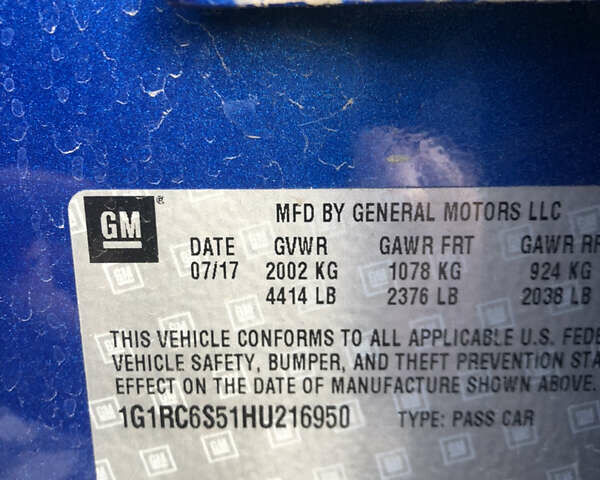 GM ®
MFD BY GENERAL MOTORS LLC
DATE GVWR GAWR FRT GAWR RR
07/17 2002 KG 1078 KG 924 KG
4414 LB 2376 LB 2038 LB
THIS VEHICLE CONFORMS TO ALL APPLICABLE U.S. FEDE
VEHICLE SAFETY, BUMPER, AND THEFT PREVENTION STA
EFFECT ON THE DATE OF MANUFACTURE SHOWN ABOVE.
1G1RC6S51HU216950 TYPE: PASS CAR